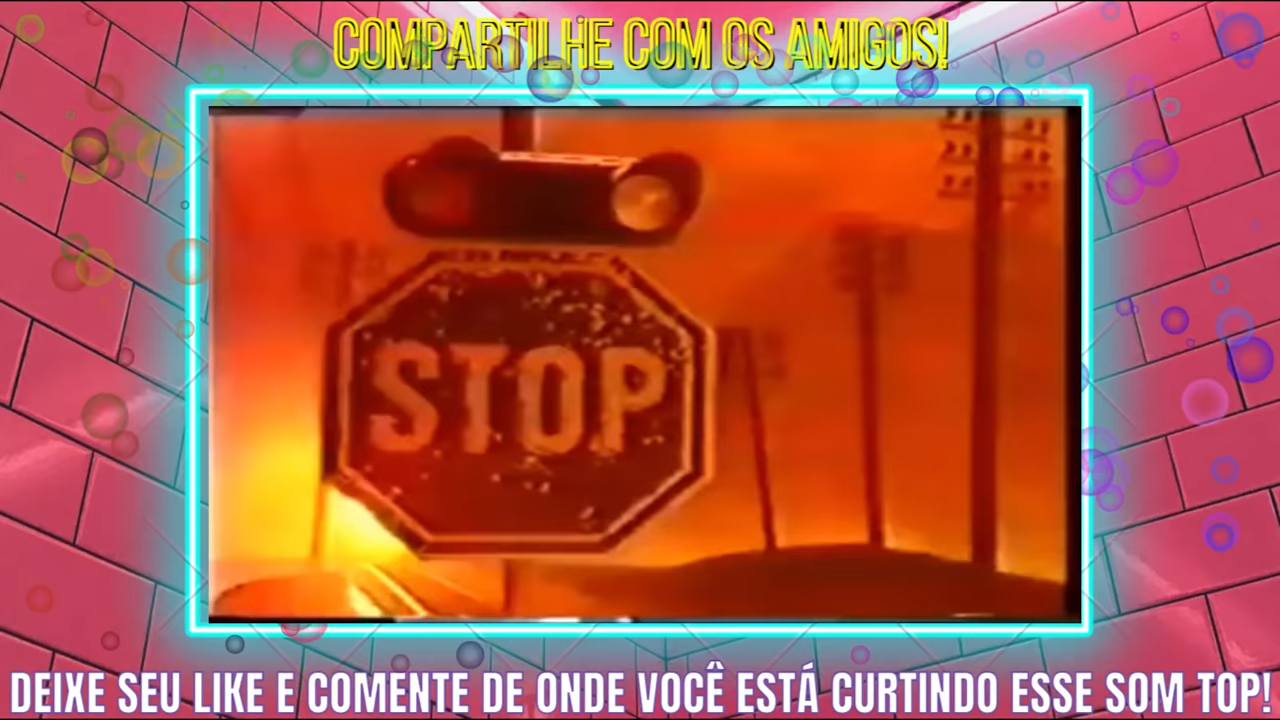 COMPARTILHE COM OS AMIGOS!
STOP
DEIXE SEU LIKE E COMENTE DE ONDE VOCÊ ESTÁ CURTINDO ESSE SOM TOP!